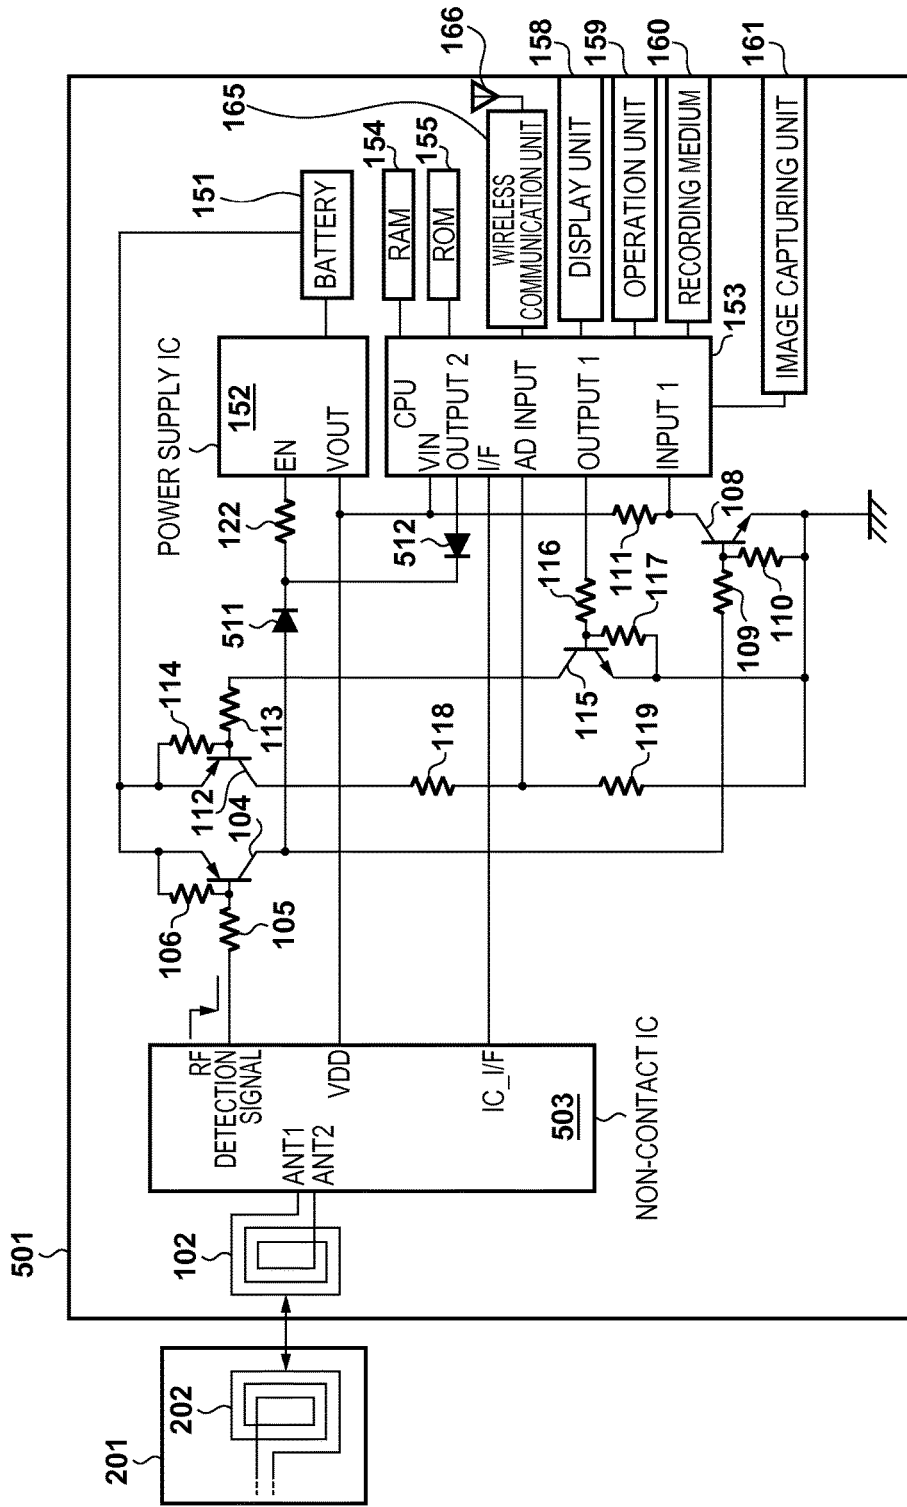 501
201
202
102
NON-CONTACT IC
503
ANT1
ANT2
RF
DETECTION
SIGNAL
VDD
IC_I/F
106
105
104
112
114
113
511
122
512
118
119
115
116
117
111
109
110
108
POWER SUPPLY IC
152
EN
VOUT
151
BATTERY
CPU
VIN
OUTPUT 2
I/F
AD INPUT
OUTPUT 1
INPUT 1
153
154
RAM
155
ROM
165
WIRELESS
COMMUNICATION UNIT
166
158
DISPLAY UNIT
159
OPERATION UNIT
160
RECORDING MEDIUM
161
IMAGE CAPTURING UNIT